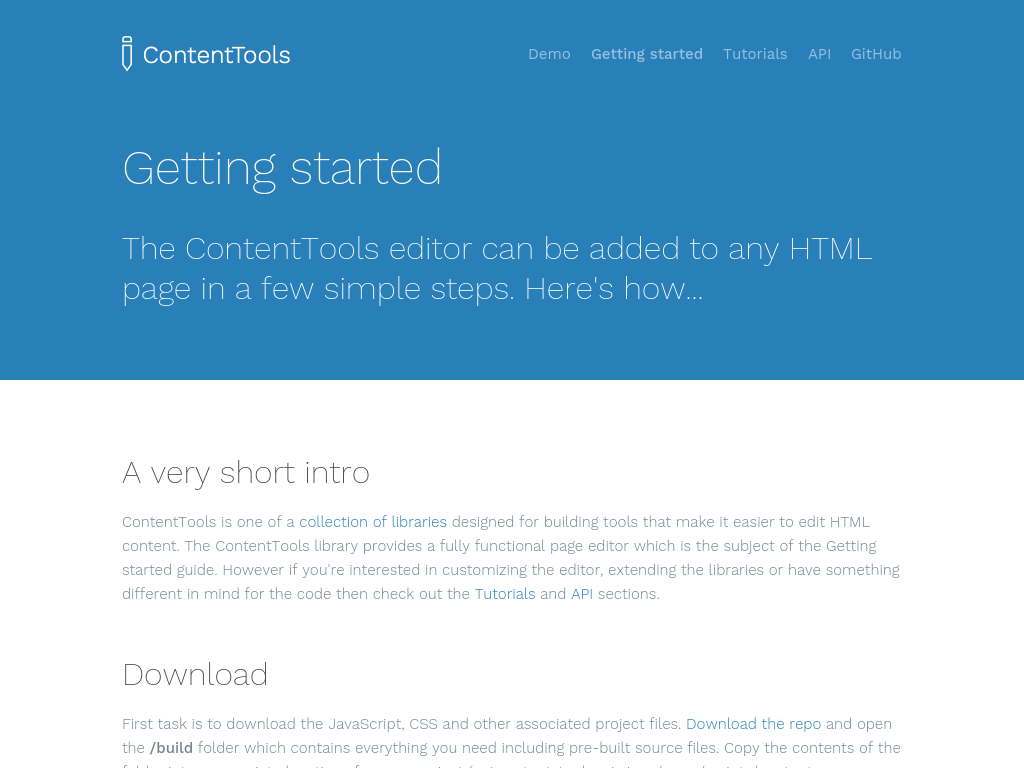 ContentTools
Demo Getting started Tutorials API GitHub
Getting started
The ContentTools editor can be added to any HTML
page in a few simple steps. Here's how...
A very short intro
ContentTools is one of a collection of libraries designed for building tools that make it easier to edit HTML
content. The ContentTools library provides a fully functional page editor which is the subject of the Getting
started guide. However if you're interested in customizing the editor, extending the libraries or have something
different in mind for the code then check out the Tutorials and API sections.
Download
First task is to download the JavaScript, CSS and other associated project files. Download the repo and open
the /build folder which contains everything you need including pre-built source files. Copy the contents of the